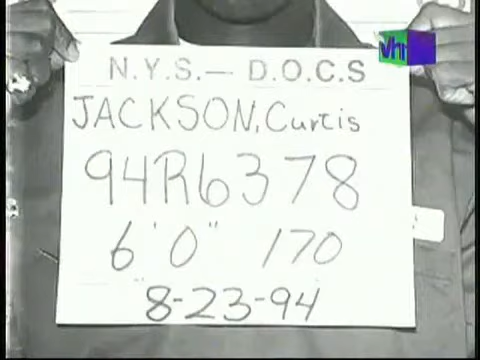 vh1
N.Y.S.— D.O.C.S
JACKSON, Curtis
94R6378
6'0" 170
8-23-94